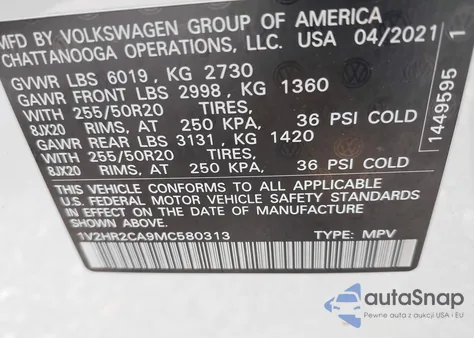 MFD BY VOLKSWAGEN GROUP OF AMERICA
CHATTANOOGA OPERATIONS, LLC. USA 04/2021
GVWR LBS 6019, KG 2730
GAWR FRONT LBS 2998, KG 1360
WITH 255/50R20 TIRES,
8JX20 RIMS, AT 250 KPA, 36 PSI COLD
GAWR REAR LBS 3131, KG 1420
WITH 255/50R20 TIRES,
8JX20 RIMS, AT 250 KPA, 36 PSI COLD
THIS VEHICLE CONFORMS TO ALL APPLICABLE
U.S. FEDERAL MOTOR VEHICLE SAFETY STANDARDS
IN EFFECT ON THE DATE OF MANUFACTURE
SHOWN ABOVE.
1V2HR2CA9MC580313 TYPE: MPV
1449595 1
autoSnap
Pewne auta z aukcji USA i EU